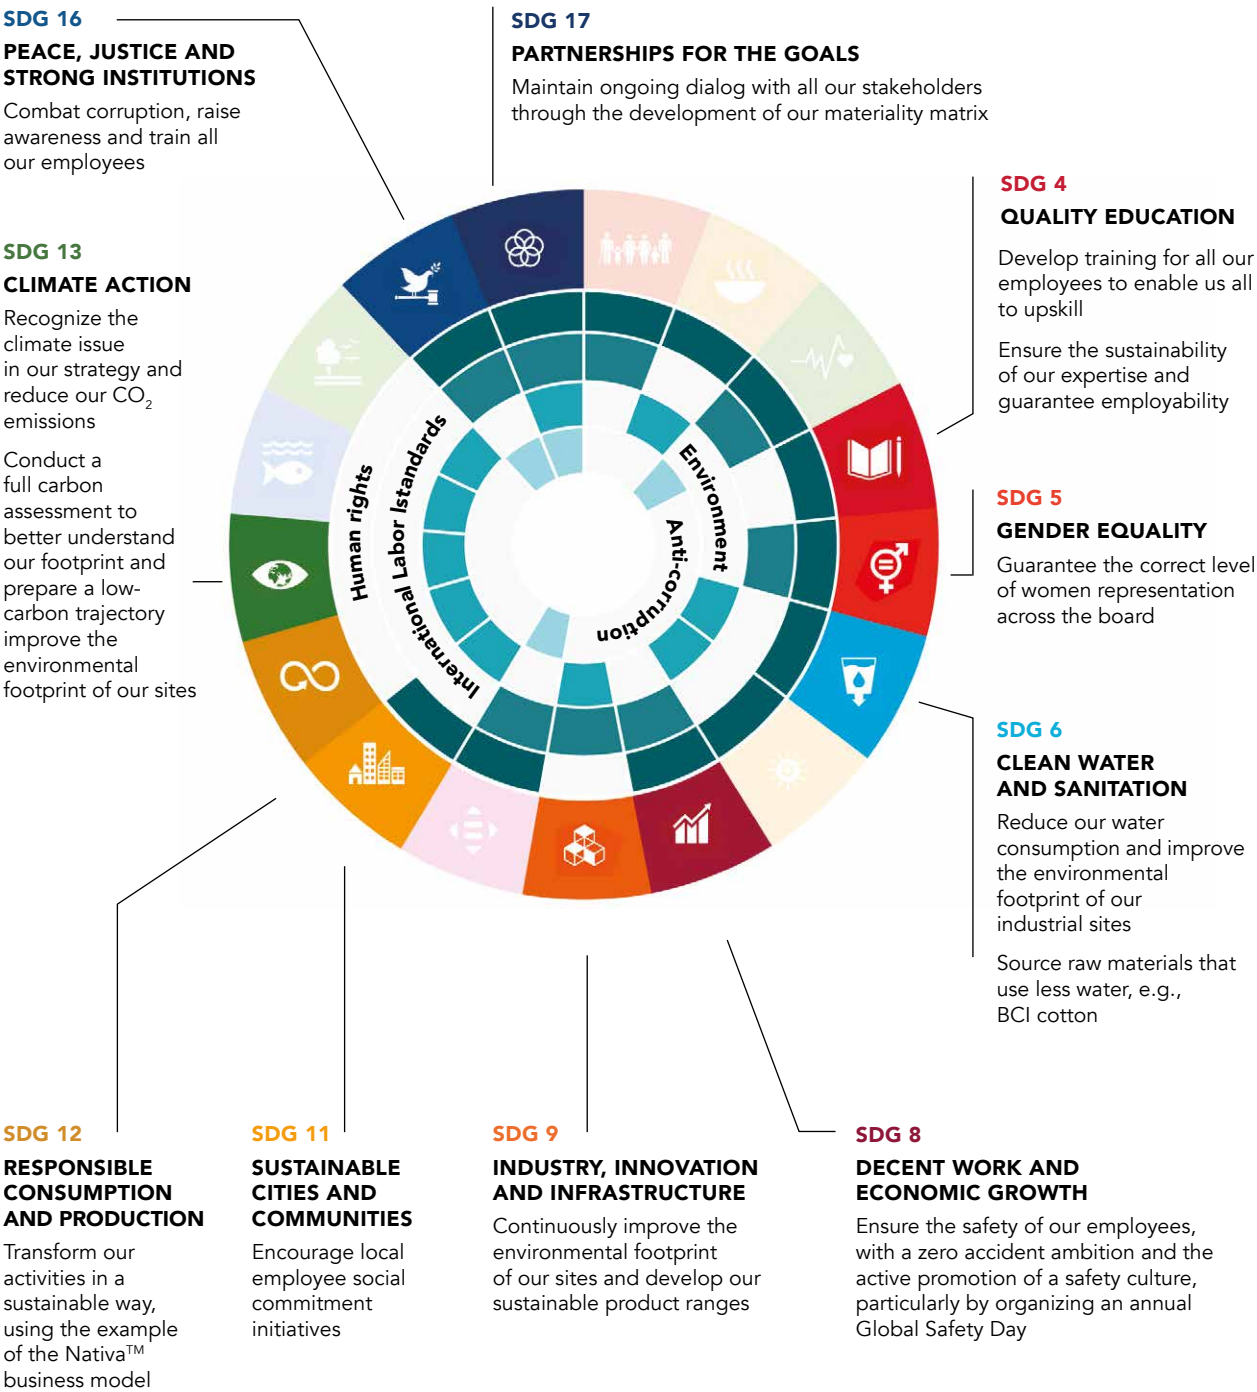 SDG 16
PEACE, JUSTICE AND
STRONG INSTITUTIONS
Combat corruption, raise
awareness and train all
our employees
SDG 17
PARTNERSHIPS FOR THE GOALS
Maintain ongoing dialog with all our stakeholders
through the development of our materiality matrix
SDG 4
QUALITY EDUCATION
Develop training for all our
employees to enable us all
to upskill
Ensure the sustainability
of our expertise and
guarantee employability
SDG 13
CLIMATE ACTION
Recognize the
climate issue
in our strategy and
reduce our CO₂
emissions
Conduct a
full carbon
assessment to
better understand
our footprint and
prepare a low-
carbon trajectory
improve the
environmental
footprint of our sites
Human rights
International Labor Istandards
Environment
Anti-corruption
SDG 5
GENDER EQUALITY
Guarantee the correct level
of women representation
across the board
SDG 6
CLEAN WATER
AND SANITATION
Reduce our water
consumption and improve
the environmental
footprint of our
industrial sites
Source raw materials that
use less water, e.g.,
BCI cotton
SDG 12
RESPONSIBLE
CONSUMPTION
AND PRODUCTION
Transform our
activities in a
sustainable way,
using the example
of the Nativa™
business model
SDG 11
SUSTAINABLE
CITIES AND
COMMUNITIES
Encourage local
employee social
commitment
initiatives
SDG 9
INDUSTRY, INNOVATION
AND INFRASTRUCTURE
Continuously improve the
environmental footprint
of our sites and develop our
sustainable product ranges
SDG 8
DECENT WORK AND
ECONOMIC GROWTH
Ensure the safety of our employees,
with a zero accident ambition and the
active promotion of a safety culture,
particularly by organizing an annual
Global Safety Day